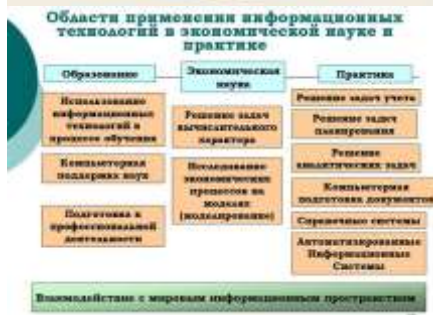 Области применения информационных
технологий в экономической науке и
практике
Образование
Экономическая
наука
Практика
Использование
информационных
технологий в
процессе обучения
Компьютерная
поддержка
Подготовка к
профессиональной
деятельности
Решение задач
вычислительного
характера
Исследование
экономических
процессов на
моделях
(моделирование)
Решение задач учета
Решение задач
планирования
Решение
аналитических задач
Компьютерная
подготовка документов
Справочные системы
Автоматизированные
Информационные
Системы
Взаимодействие с мировым информационным пространством